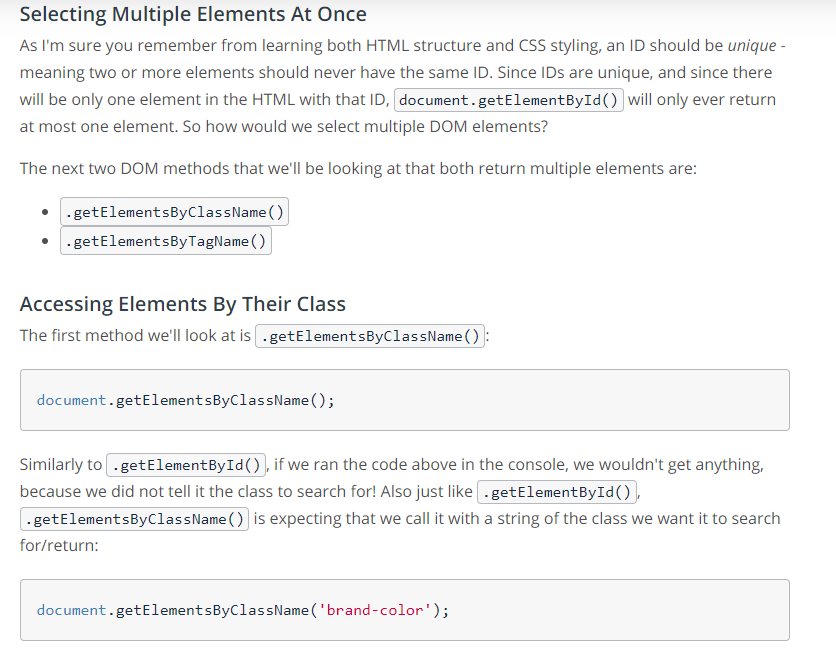 Selecting Multiple Elements At Once
As I'm sure you remember from learning both HTML structure and CSS styling, an ID should be unique -
meaning two or more elements should never have the same ID. Since IDs are unique, and since there
will be only one element in the HTML with that ID, document.getElementById() will only ever return
at most one element. So how would we select multiple DOM elements?
The next two DOM methods that we'll be looking at that both return multiple elements are:
• .getElementsByClassName()
• .getElementsByTagName()
Accessing Elements By Their Class
The first method we'll look at is .getElementsByClassName():
document.getElementsByClassName();
Similarly to .getElementById(), if we ran the code above in the console, we wouldn't get anything,
because we did not tell it the class to search for! Also just like .getElementById(),
.getElementsByClassName() is expecting that we call it with a string of the class we want it to search
for/return:
document.getElementsByClassName('brand-color');